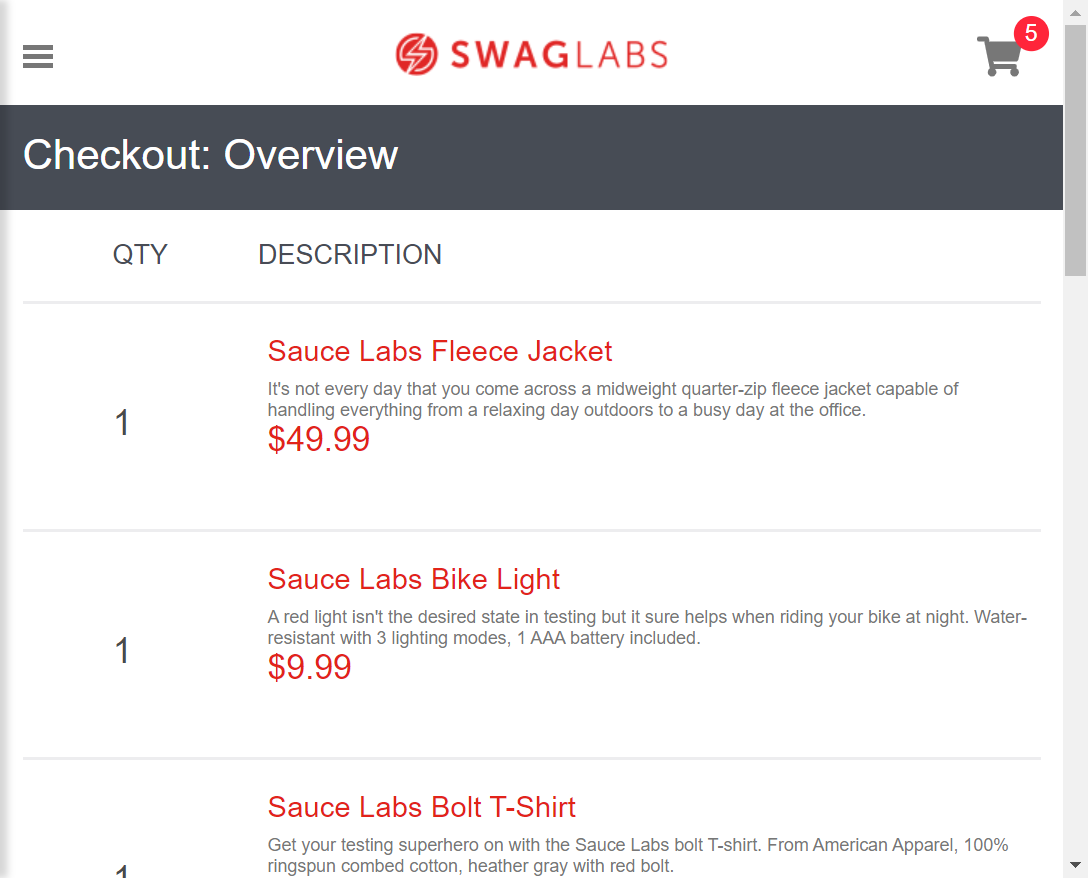 SWAGLABS
5
Checkout: Overview
QTY DESCRIPTION
Sauce Labs Fleece Jacket
It's not every day that you come across a midweight quarter-zip fleece jacket capable of
handling everything from a relaxing day outdoors to a busy day at the office.
1
$49.99
Sauce Labs Bike Light
A red light isn't the desired state in testing but it sure helps when riding your bike at night. Water-
resistant with 3 lighting modes, 1 AAA battery included.
1
$9.99
Sauce Labs Bolt T-Shirt
Get your testing superhero on with the Sauce Labs bolt T-shirt. From American Apparel, 100%
ringspun combed cotton, heather gray with red bolt.
1